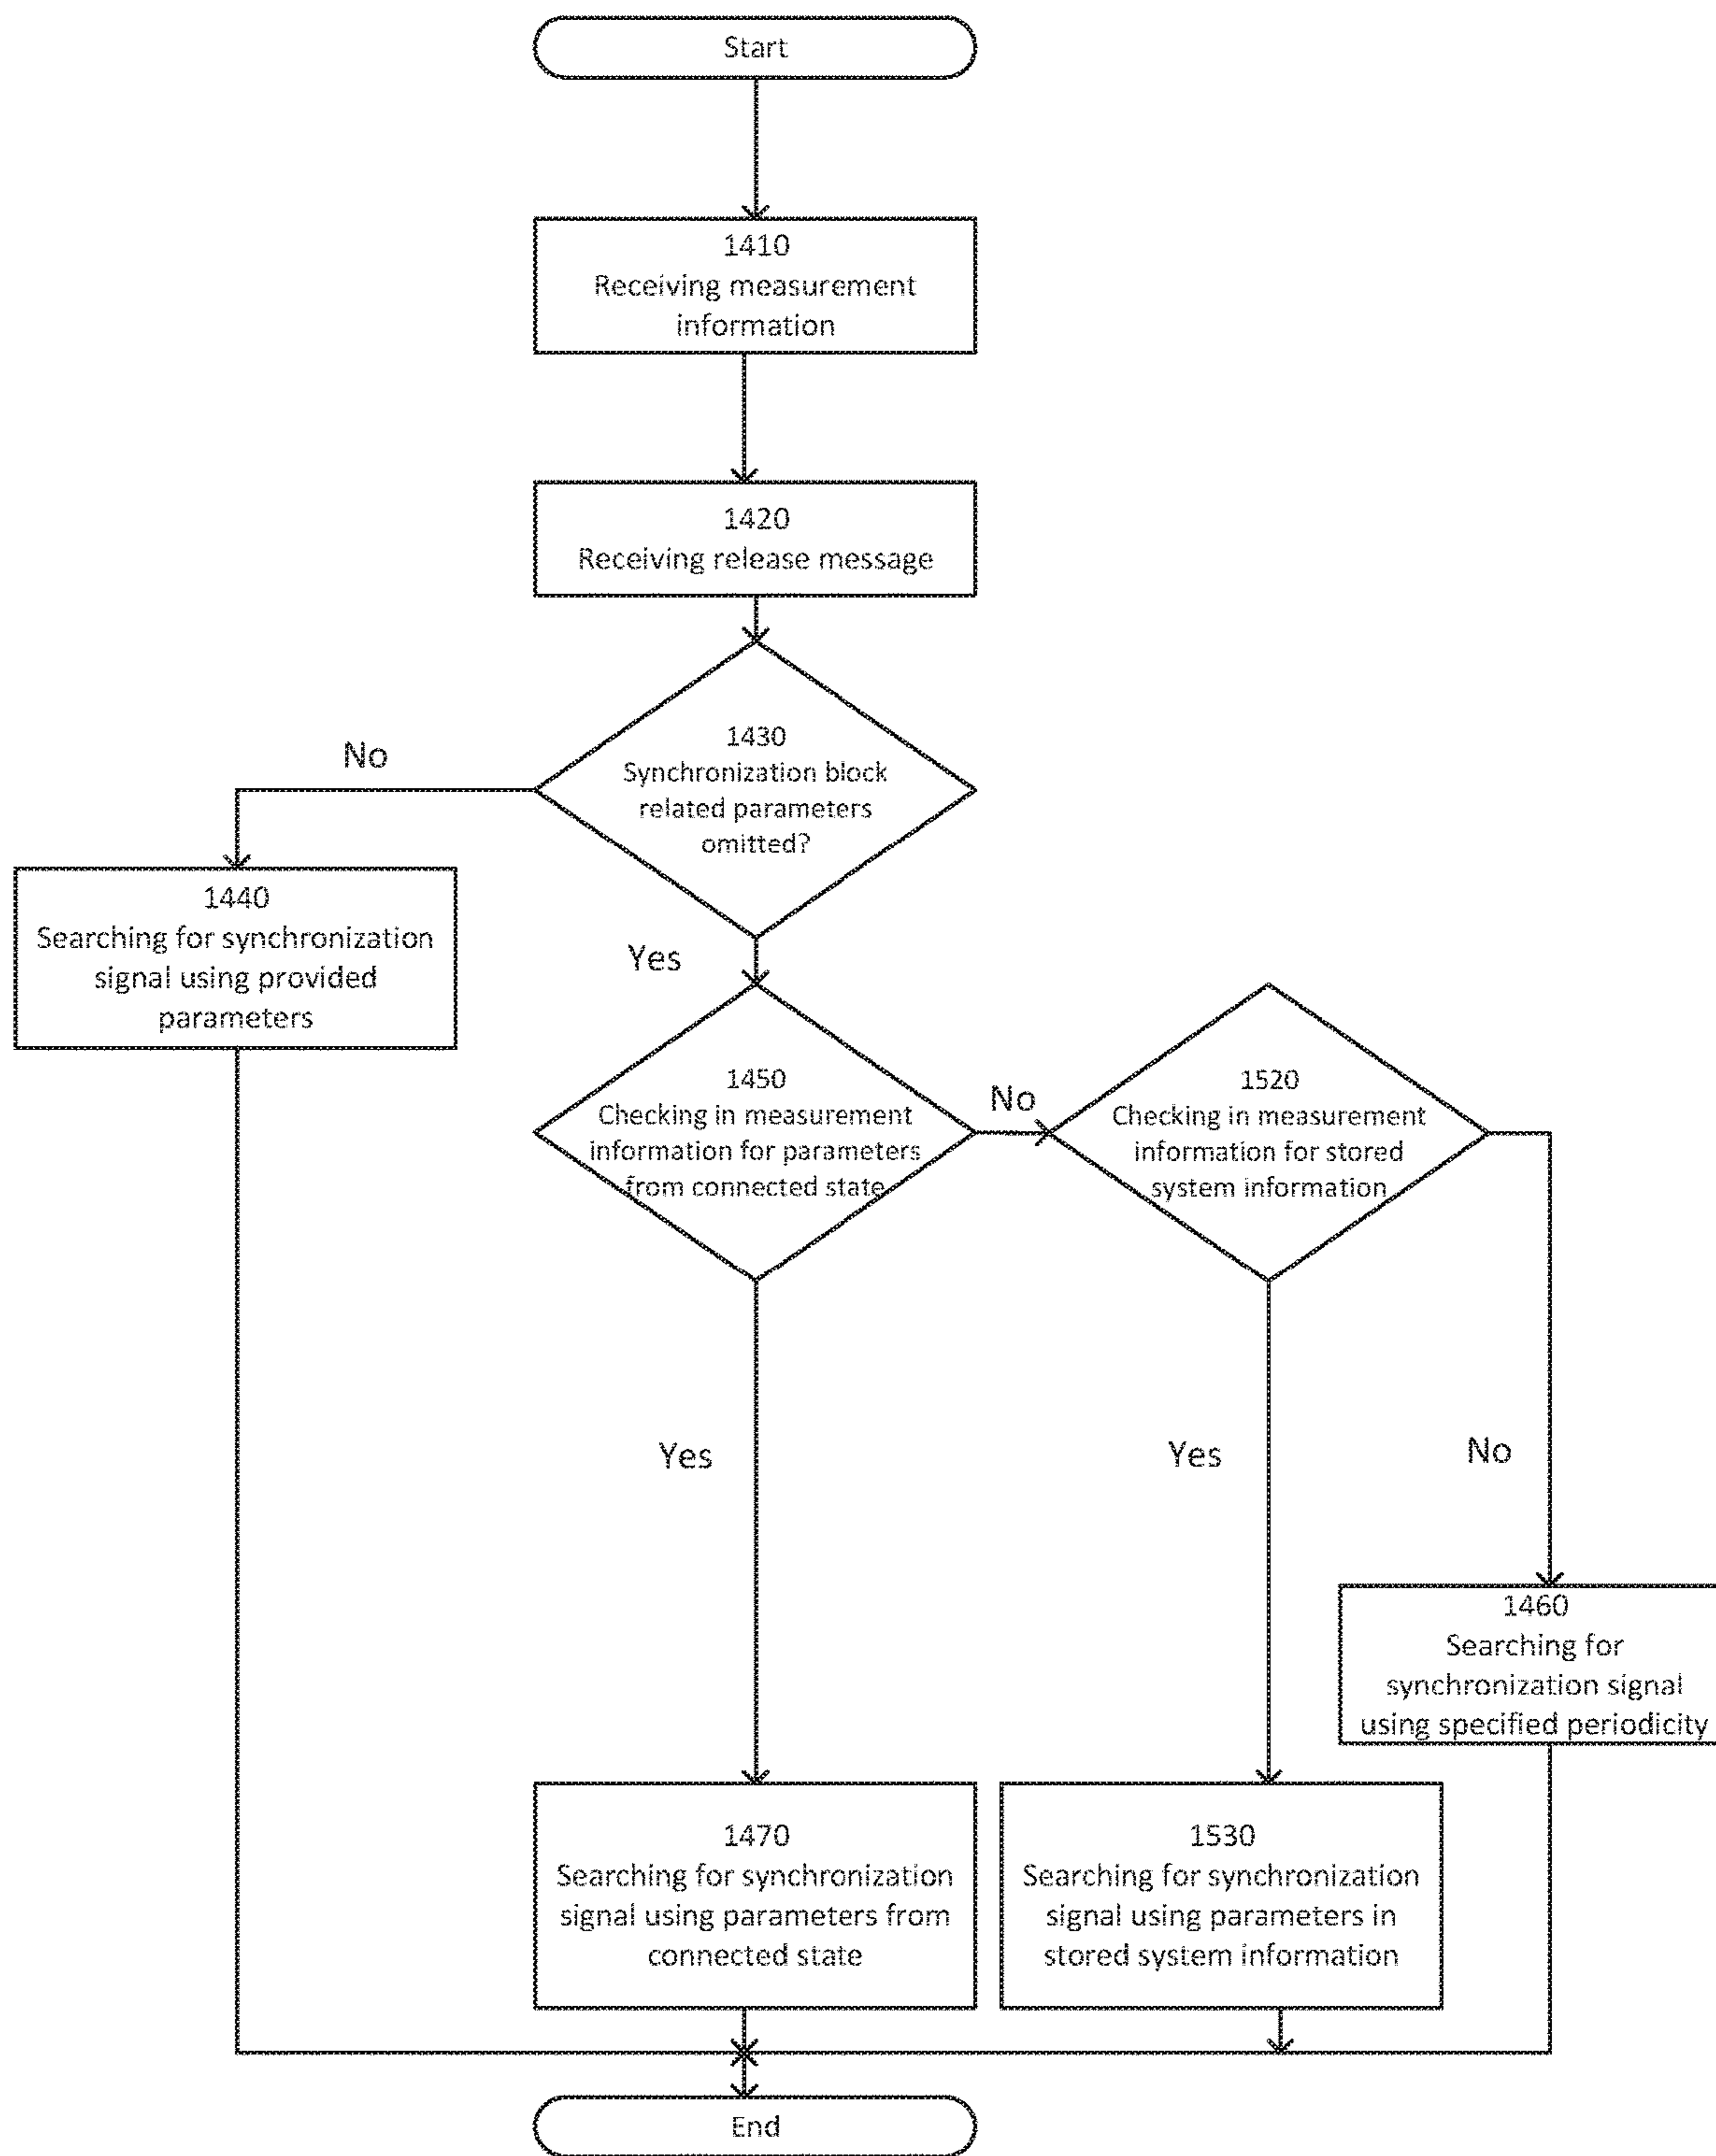 Start
1410
Receiving measurement
information
1420
Receiving release message
1430
Synchronization block
related parameters
omitted?
No
Yes
1440
Searching for synchronization
signal using provided
parameters
1450
Checking in measurement
information for parameters
from connected state
No
1520
Checking in measurement
information for stored
system information
Yes
Yes
No
1460
Searching for
synchronization signal
using specified periodicity
1470
Searching for synchronization
signal using parameters from
connected state
1530
Searching for synchronization
signal using parameters in
stored system information
End